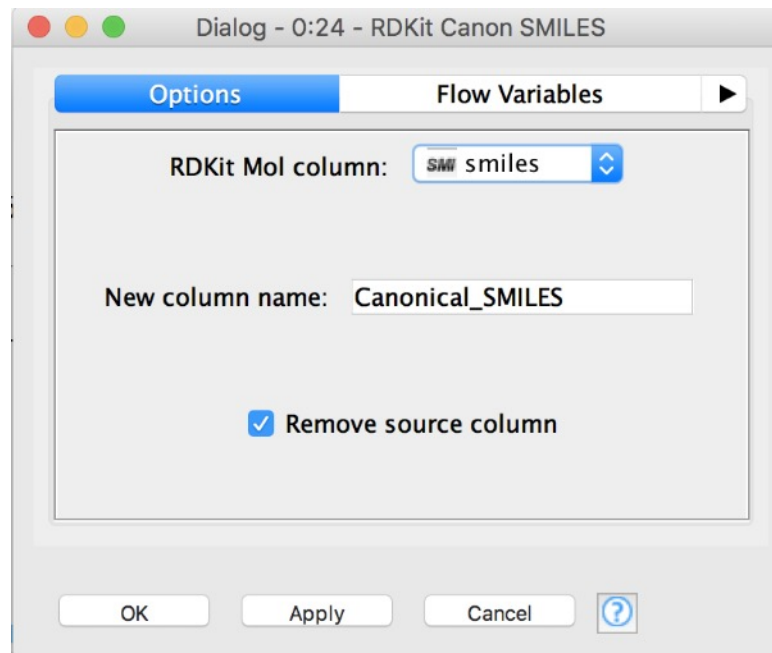 Dialog - 0:24 - RDKit Canon SMILES
Options Flow Variables
RDKit Mol column: SMI smiles
New column name: Canonical_SMILES
Remove source column
OK Apply Cancel ?